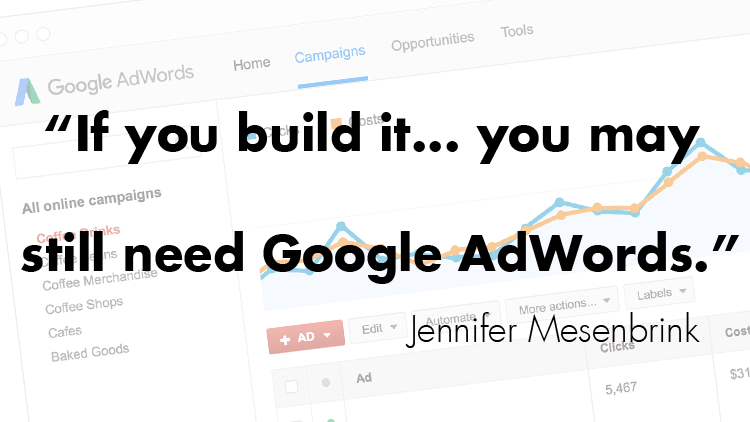 Google AdWords
Home
Campaigns
Opportunities
Tools
Costs
“If you build it... you may
All online campaigns
Coffee Drinks
still need Google AdWords.”
Coffee Merchandise
Coffee Shops
Cafes
Baked Goods
+ AD
Edit
Automate
More actions...
Labels
Jennifer Mesenbrink
Ad
Clicks
5,467